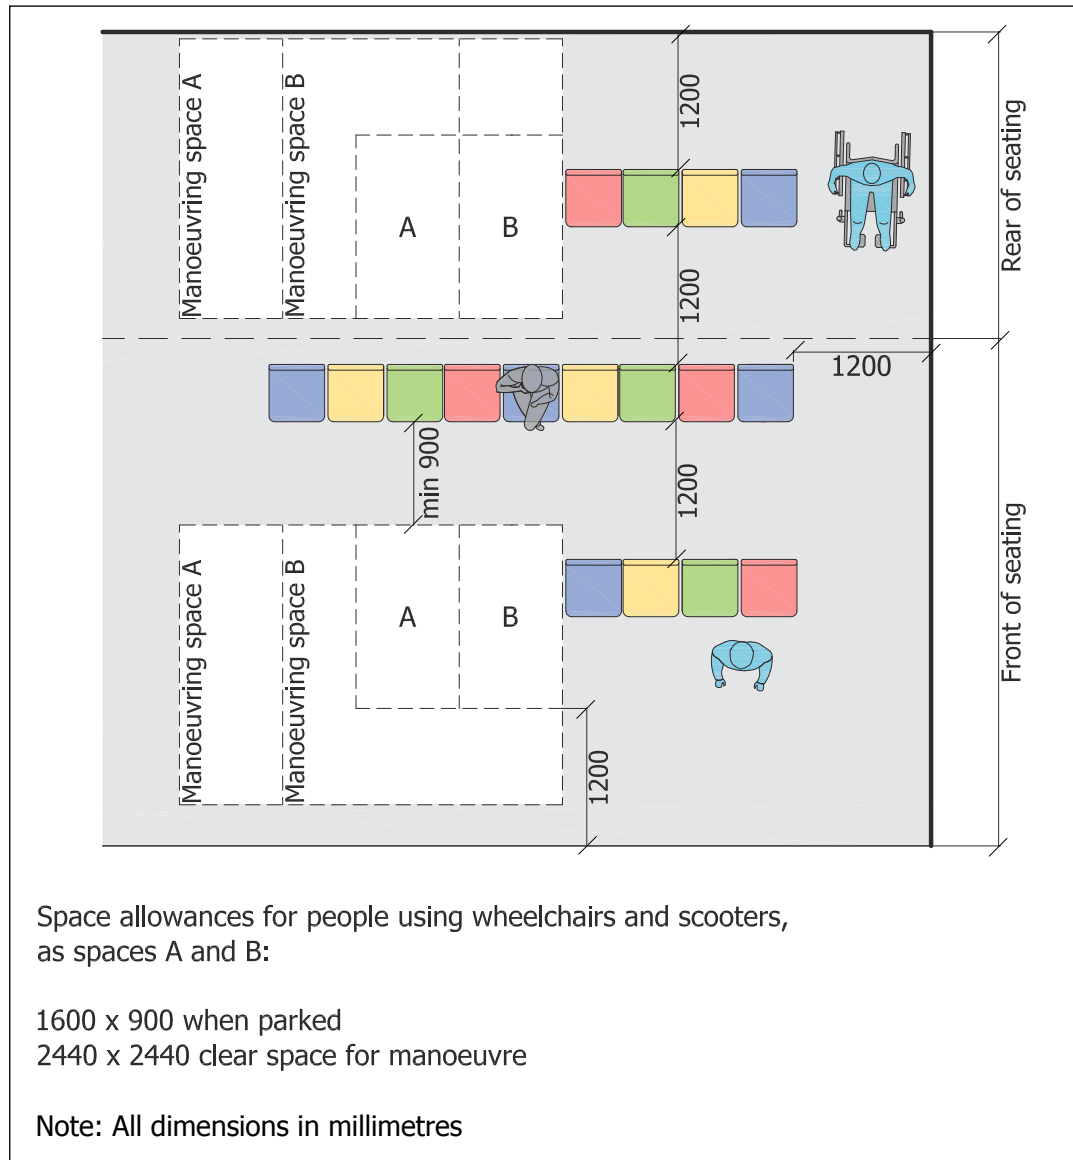 Manoeuvring space A
Manoeuvring space B
1200
A
B
1200
Rear of seating
1200
min 900
1200
Manoeuvring space A
Manoeuvring space B
A
B
1200
Front of seating
Space allowances for people using wheelchairs and scooters,
as spaces A and B:
1600 x 900 when parked
2440 x 2440 clear space for manoeuvre
Note: All dimensions in millimetres